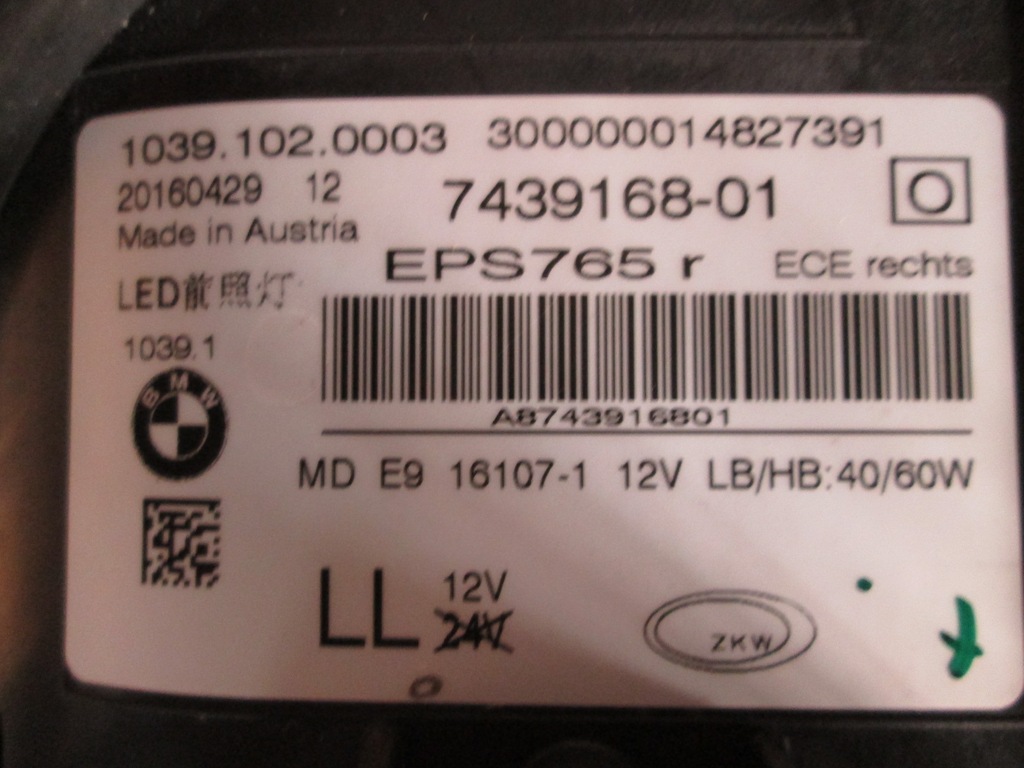 1039.102.0003 300000014827391
20160429 12 7439168-01
Made in Austria
EPS765 r ECE rechts
LED前照灯
1039.1
BMW
A8743916801
MD E9 16107-1 12V LB/HB:40/60W
LL 12V
24V
ZKW